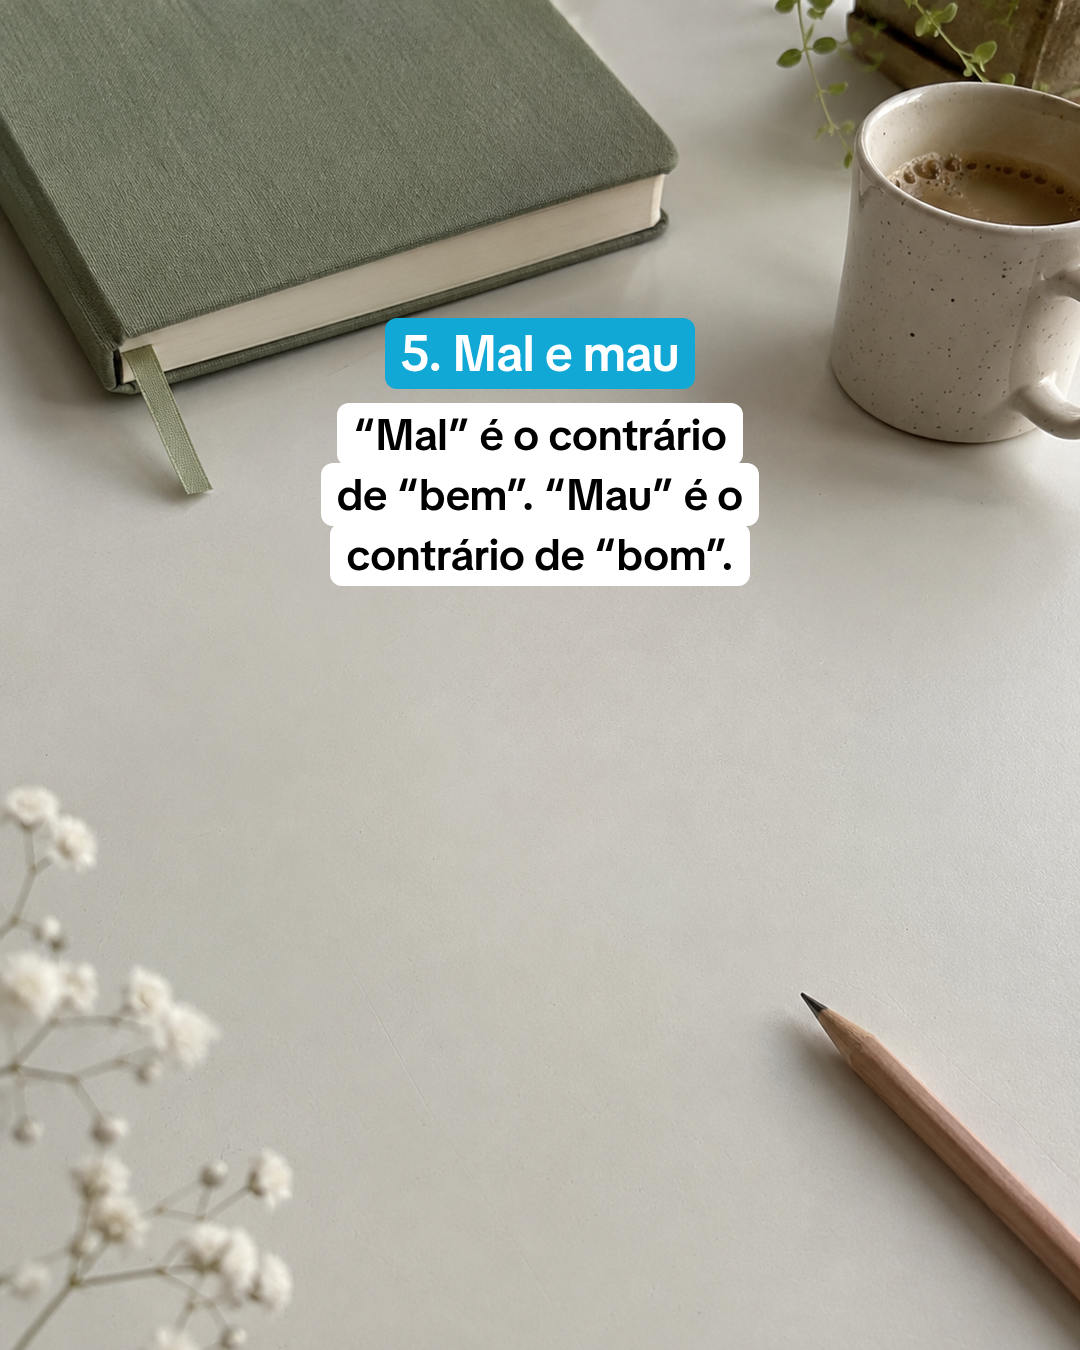 5. Mal e mau
“Mal” é o contrário
de “bem”. “Mau” é o
contrário de “bom”.